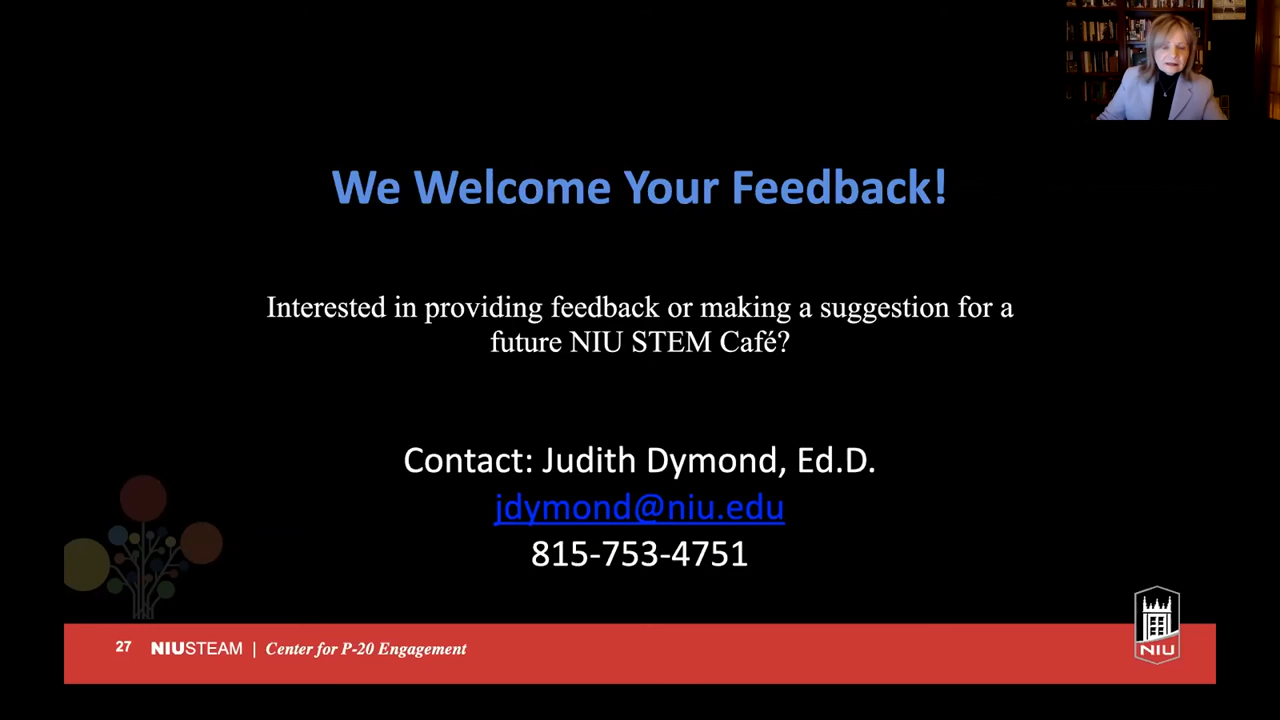 We Welcome Your Feedback!
Interested in providing feedback or making a suggestion for a
future NIU STEM Café?
Contact: Judith Dymond, Ed.D.
jdymond@niu.edu
815-753-4751
27 NIUSTEAM | Center for P-20 Engagement
NIU